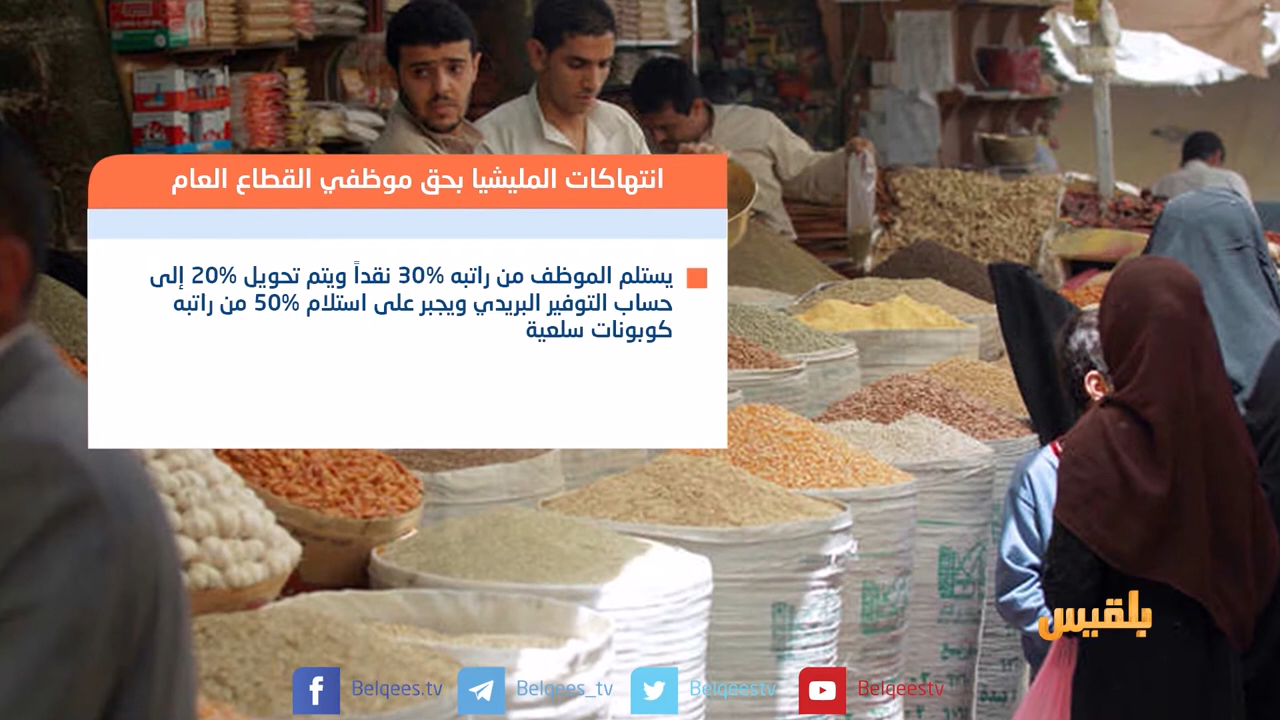 انتهاكات المليشيا بحق موظفي القطاع العام
يستلم الموظف من راتبه 30% نقداً ويتم تحويل 20% إلى
حساب التوفير البريدي ويجبر على استلام 50% من راتبه
كوبونات سلعية
بلقيس
Belqees.tv
Belqees_tv
Belqeestv
Belqeestv